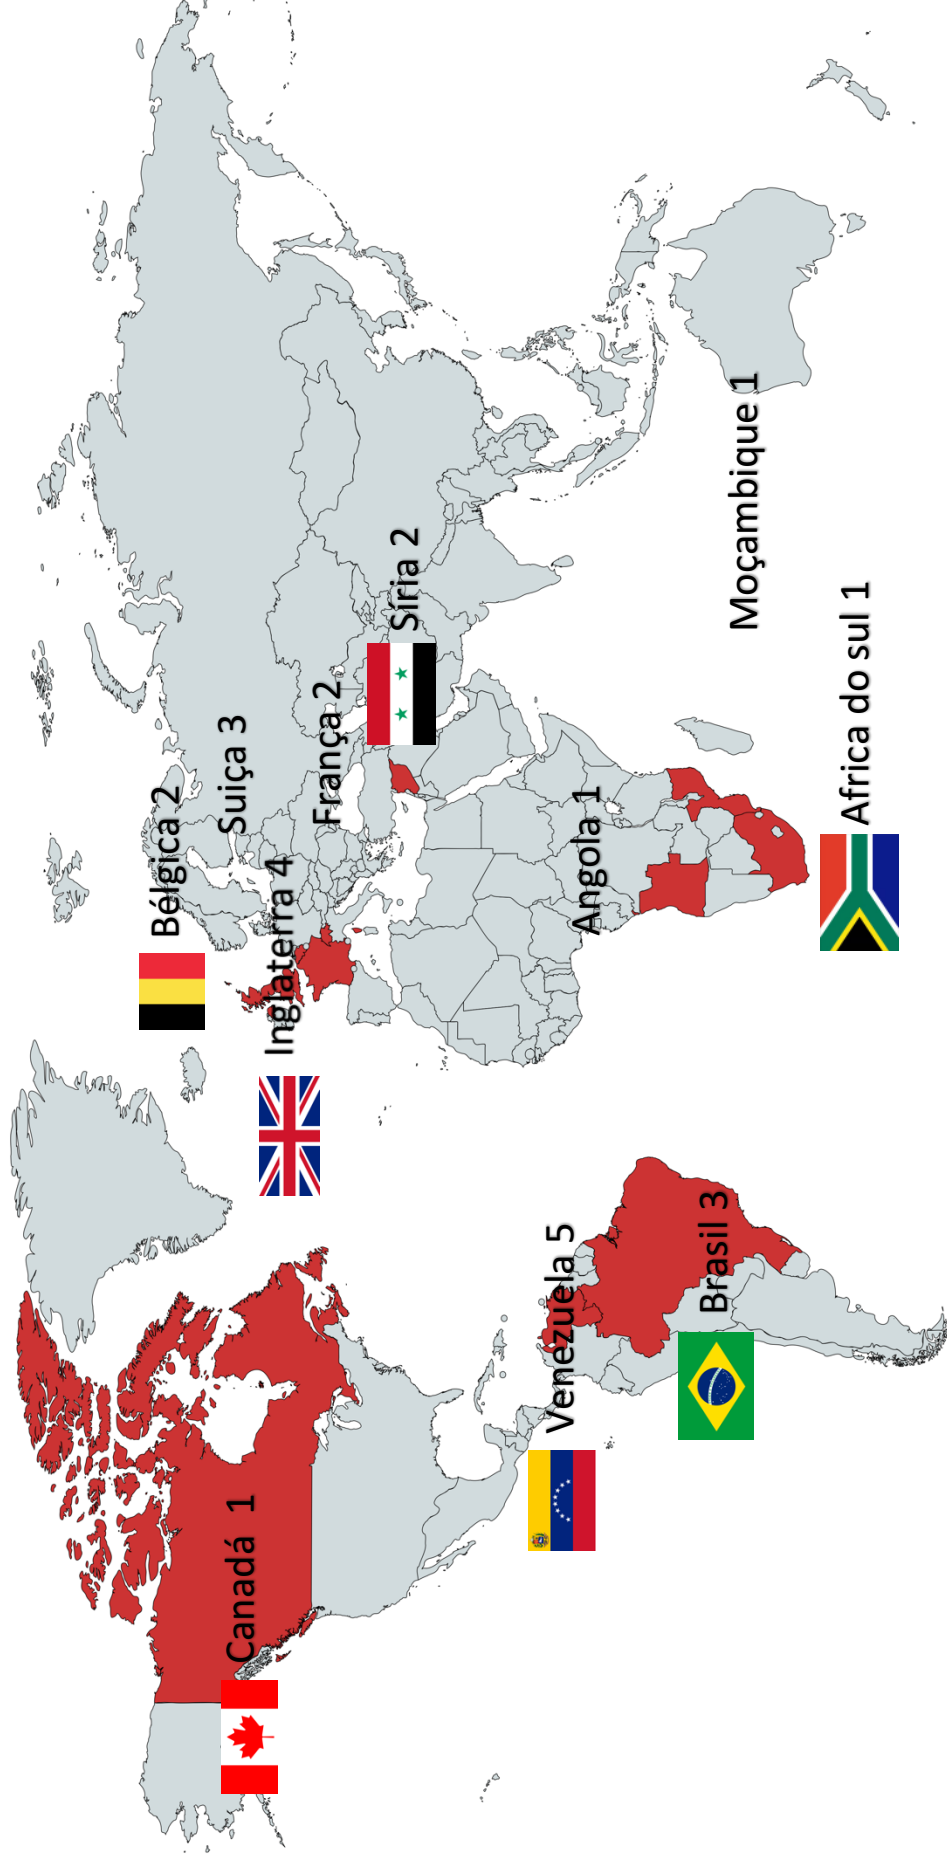 Bélgica 2
Suiça 3
Inglaterra 4
França 2
Síria 2
Canadá 1
Venezuela 5
Angola 1
Brasil 3
Moçambique 1
Africa do sul 1